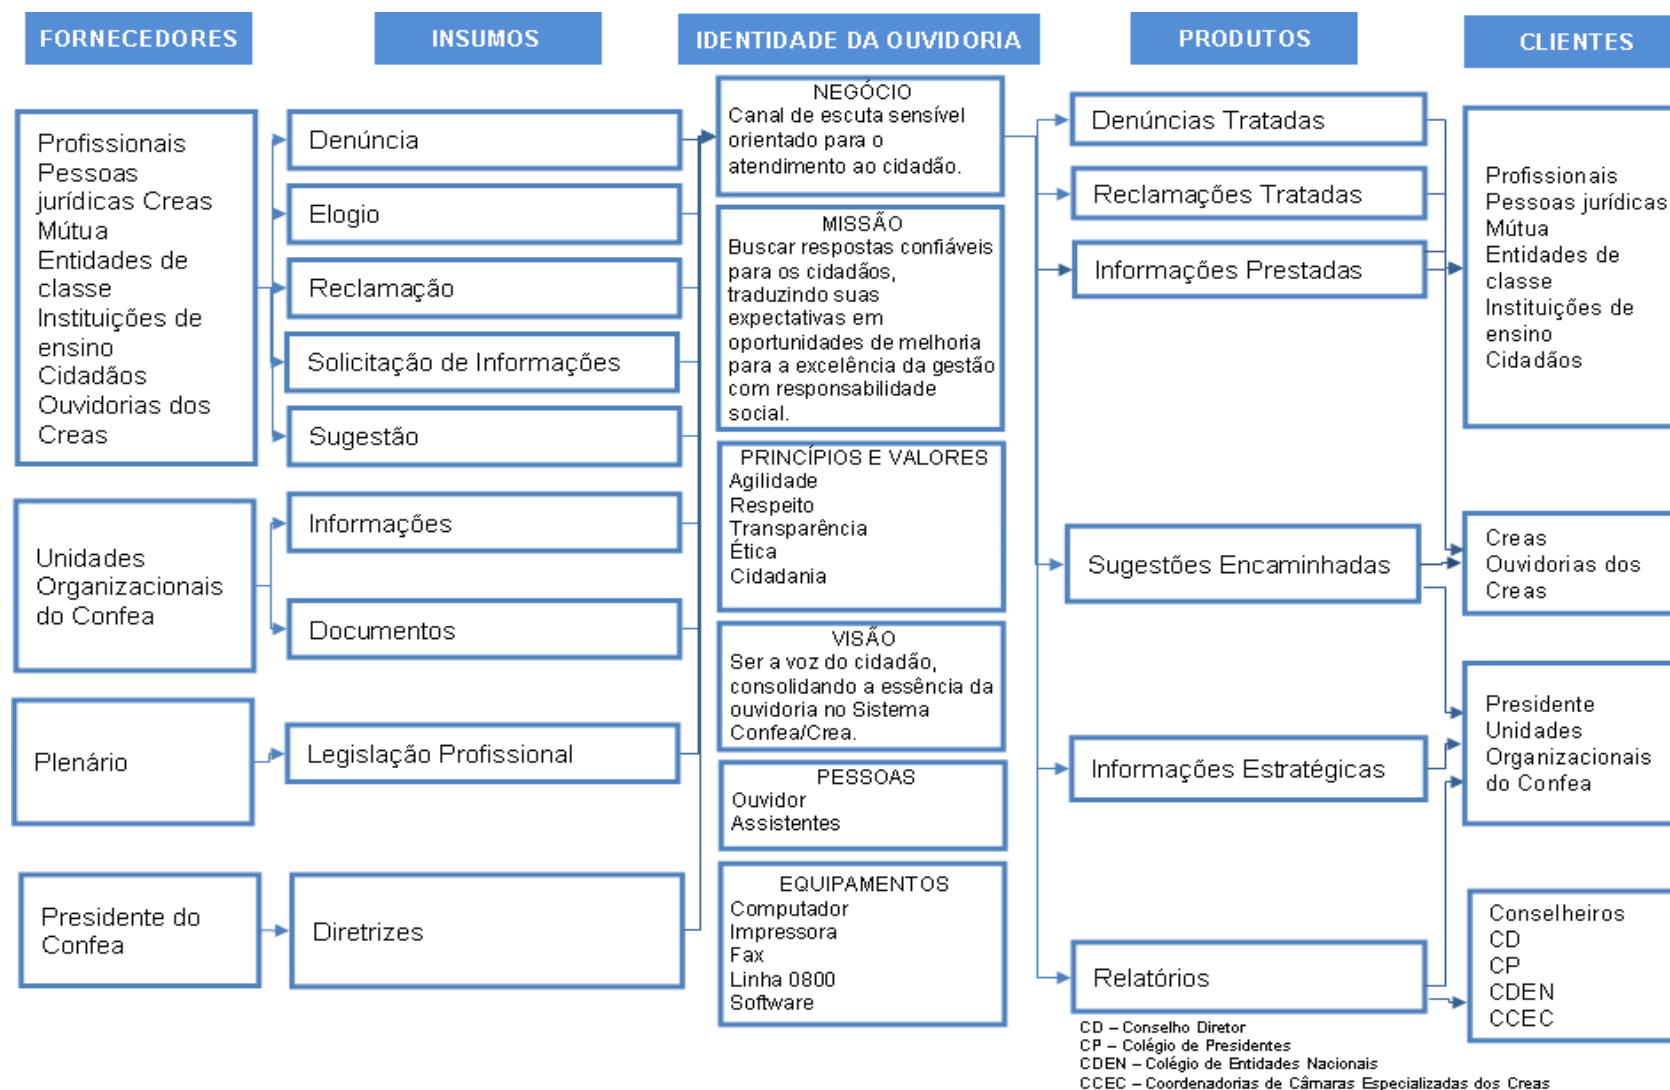 FORNECEDORES
INSUMOS
IDENTIDADE DA OUVIDORIA
PRODUTOS
CLIENTES
Profissionais
Pessoas
jurídicas Creas
Mútua
Entidades de
classe
Instituições de
ensino
Cidadãos
Ouvidorias dos
Creas
Unidades
Organizacionais
do Confea
Plenário
Presidente do
Confea
Denúncia
Elogio
Reclamação
Solicitação de Informações
Sugestão
Informações
Documentos
Legislação Profissional
Diretrizes
NEGÓCIO
Canal de escuta sensível
orientado para o
atendimento ao cidadão.
MISSÃO
Buscar respostas confiáveis
para os cidadãos,
traduzindo suas
expectativas em
oportunidades de melhoria
para a excelência da gestão
com responsabilidade
social.
PRINCÍPIOS E VALORES
Agilidade
Respeito
Transparência
Ética
Cidadania
VISÃO
Ser a voz do cidadão,
consolidando a essência da
ouvidoria no Sistema
Confea/Crea.
PESSOAS
Ouvidor
Assistentes
EQUIPAMENTOS
Computador
Impressora
Fax
Linha 0800
Software
Denúncias Tratadas
Reclamações Tratadas
Informações Prestadas
Sugestões Encaminhadas
Informações Estratégicas
Relatórios
CD – Conselho Diretor
CP – Colégio de Presidentes
CDEN – Colégio de Entidades Nacionais
CCEC – Coordenadorias de Câmaras Especializadas dos Creas
Profissionais
Pessoas jurídicas
Mútua
Entidades de
classe
Instituições de
ensino
Cidadãos
Creas
Ouvidorias dos
Creas
Presidente
Unidades
Organizacionais
do Confea
Conselheiros
CD
CP
CDEN
CCEC